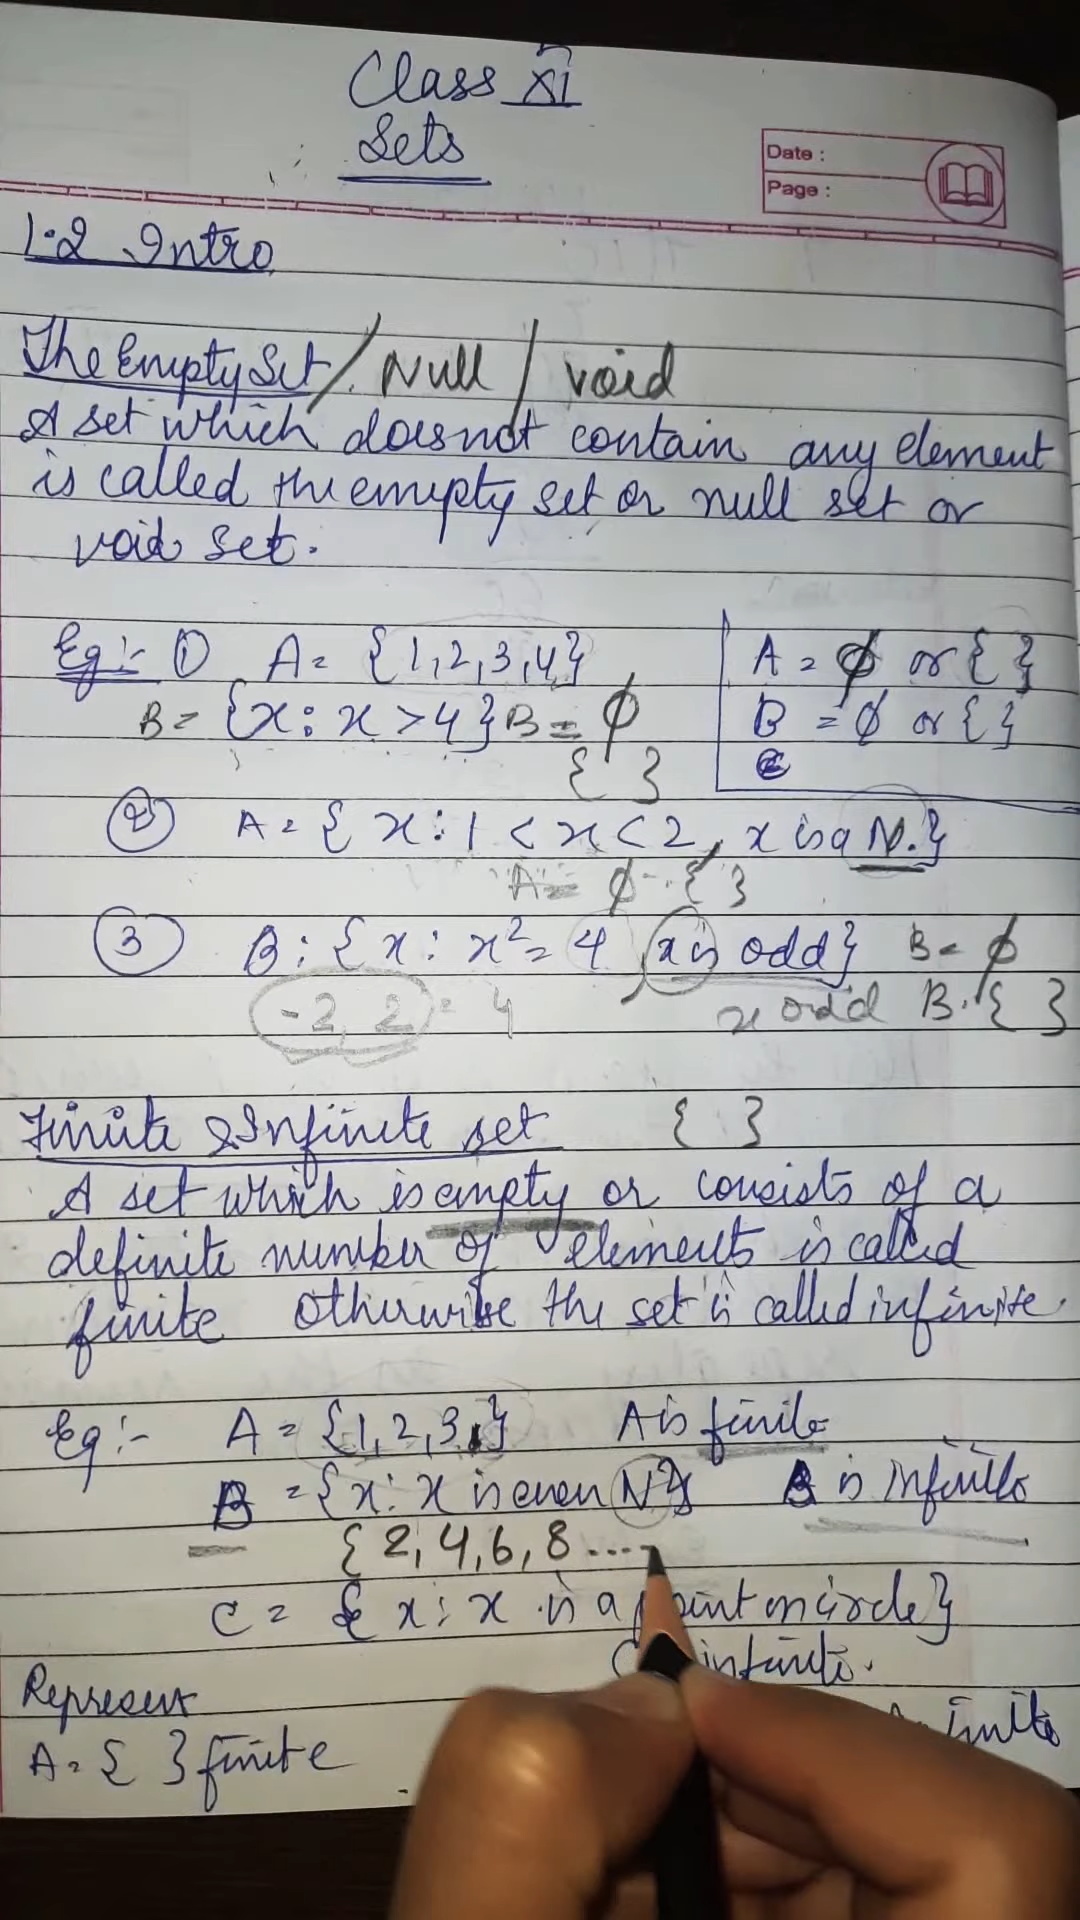 Class XI
Sets
Date :
Page :
1.2 Intro
The Empty Set / Null / void
A set which does not contain any element
is called the empty set or null set or
void set.
Eg:- ① A = {1,2,3,4}
B = {x : x > 4} B = φ
{ }
A = φ or { }
B = φ or { }
② A = { x : 1 < x < 2, x is a N.}
A = φ { }
③ B : {x : x² = 4, x is odd} B = φ
-2, 2 = 4 x odd B. { }
Finite & Infinite set { }
A set which is empty or consists of a
definite number of elements is called
finite otherwise the set is called infinite.
Eg:- A = {1, 2, 3,} A is finite
B = {x : x is even N} B is infinite
{ 2, 4, 6, 8 ....
C = { x : x is a point on circle}
infinite.
Represent
A = { } finite